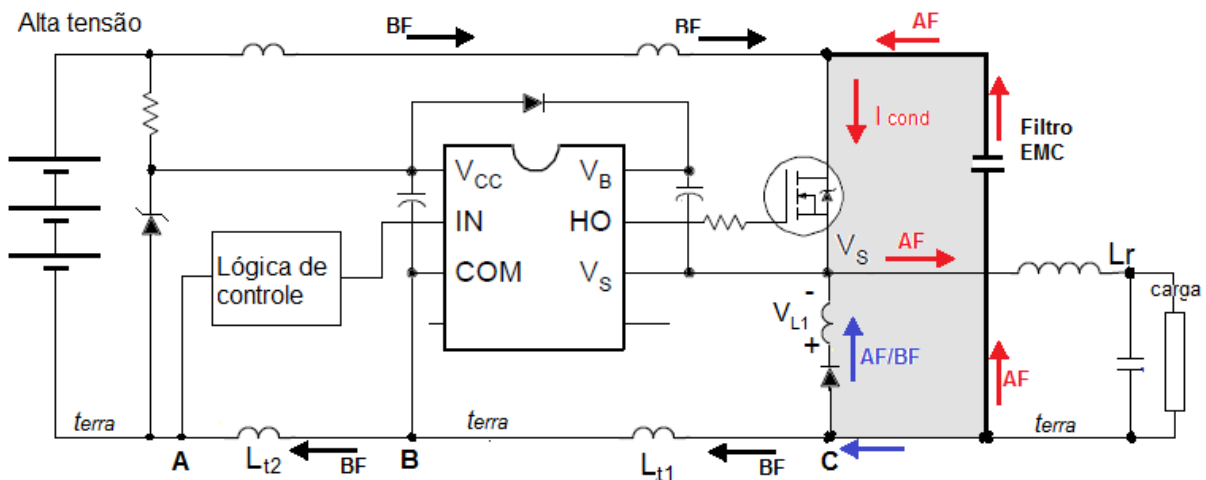 Alta tensão
BF
BF
AF
I cond
Filtro
EMC
VCC
VB
IN
HO
COM
VS
Lógica de
controle
VS
AF
Lr
carga
-
VL1
+
AF/BF
AF
terra
terra
terra
A
Lt2
BF
B
Lt1
BF
C